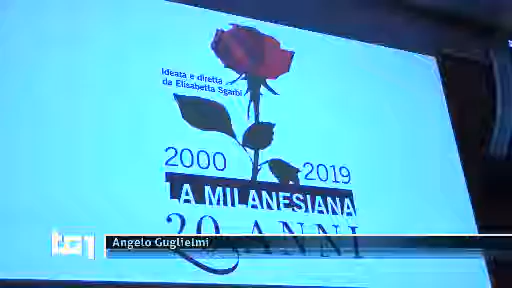 Ideata e diretta
da Elisabetta Sgarbi
2000 2019
LA MILANESIANA
20 ANNI
TG1
Angelo Guglielmi